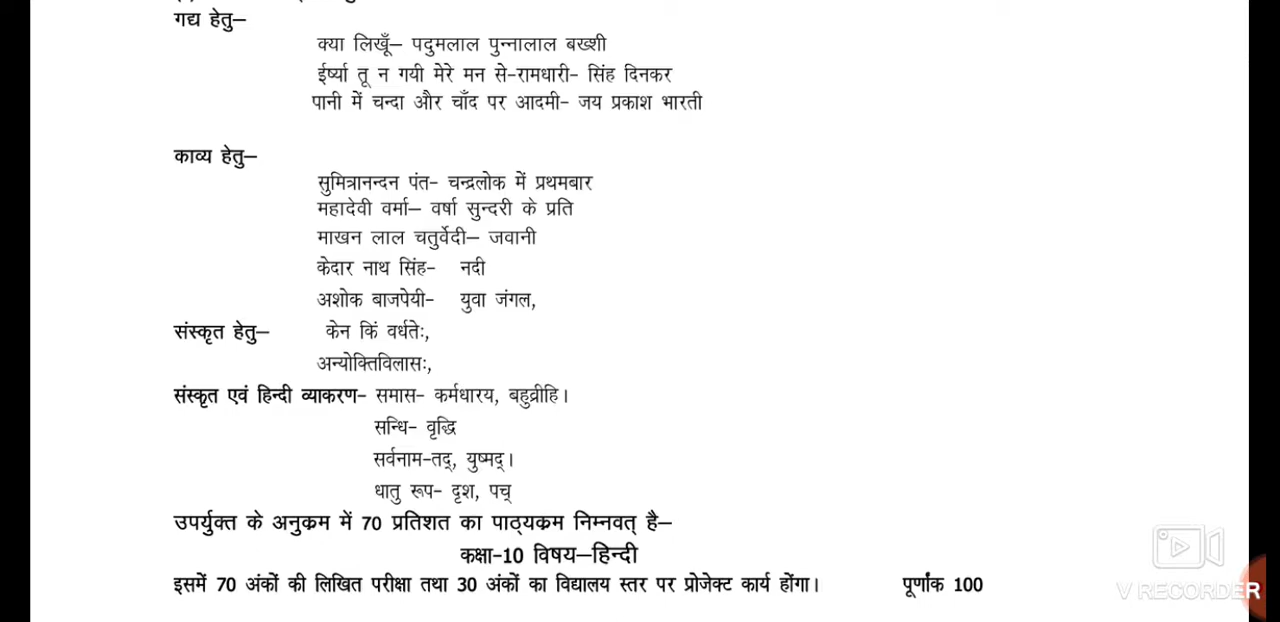 गद्य हेतु–
क्या लिखूँ– पदुमलाल पुन्नालाल बख्शी
ईर्ष्या तू न गयी मेरे मन से-रामधारी- सिंह दिनकर
पानी में चन्दा और चाँद पर आदमी- जय प्रकाश भारती
काव्य हेतु–
सुमित्रानन्दन पंत- चन्द्रलोक में प्रथमबार
महादेवी वर्मा– वर्षा सुन्दरी के प्रति
माखन लाल चतुर्वेदी– जवानी
केदार नाथ सिंह- नदी
अशोक बाजपेयी- युवा जंगल,
संस्कृत हेतु– केन किं वर्धतेः,
अन्योक्तिविलासः,
संस्कृत एवं हिन्दी व्याकरण- समास- कर्मधारय, बहुव्रीहि।
सन्धि- वृद्धि
सर्वनाम-तद्, युष्मद्।
धातु रूप- दृश, पच्
उपर्युक्त के अनुक्रम में 70 प्रतिशत का पाठ्यक्रम निम्नवत् है–
कक्षा-10 विषय–हिन्दी
इसमें 70 अंकों की लिखित परीक्षा तथा 30 अंकों का विद्यालय स्तर पर प्रोजेक्ट कार्य होंगा। पूर्णांक 100
V RECORDER